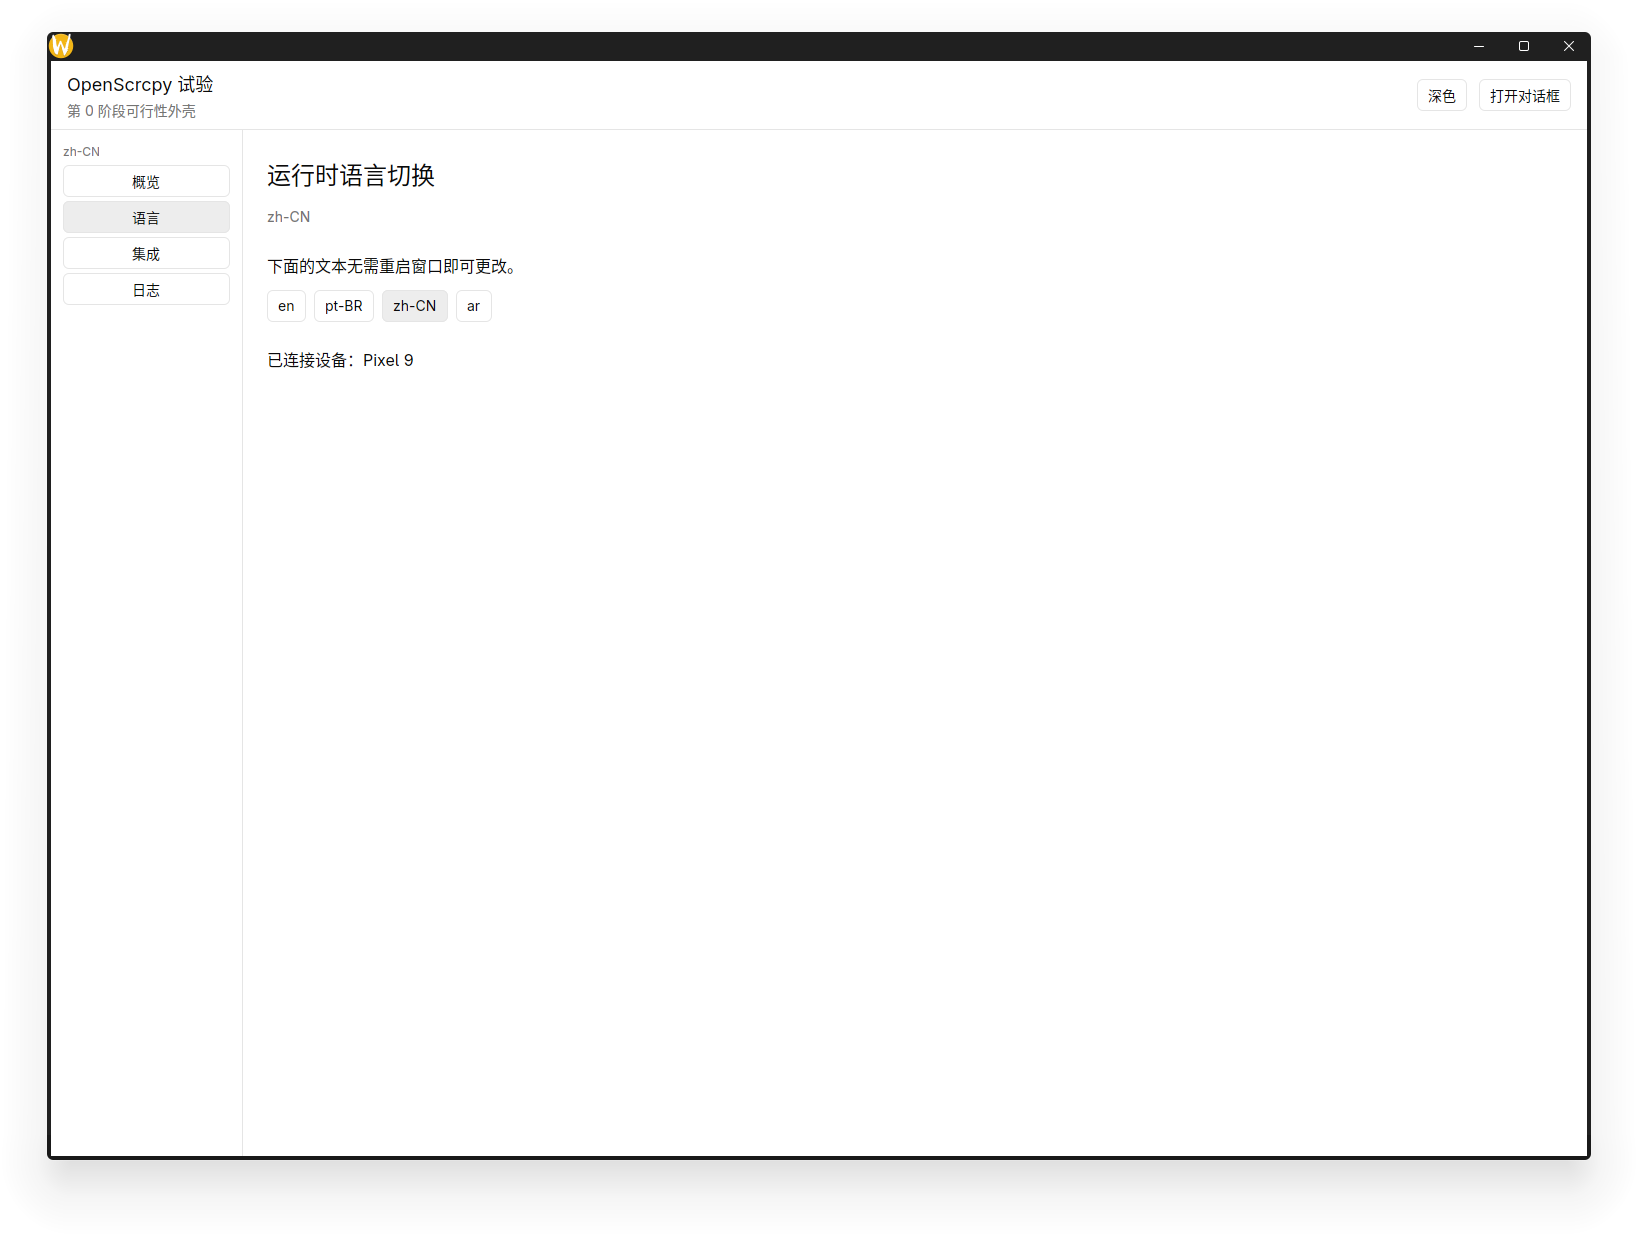 OpenScrcpy 试验
第 0 阶段可行性外壳
深色
打开对话框
zh-CN
概览
语言
集成
日志
运行时语言切换
zh-CN
下面的文本无需重启窗口即可更改。
en
pt-BR
zh-CN
ar
已连接设备：Pixel 9